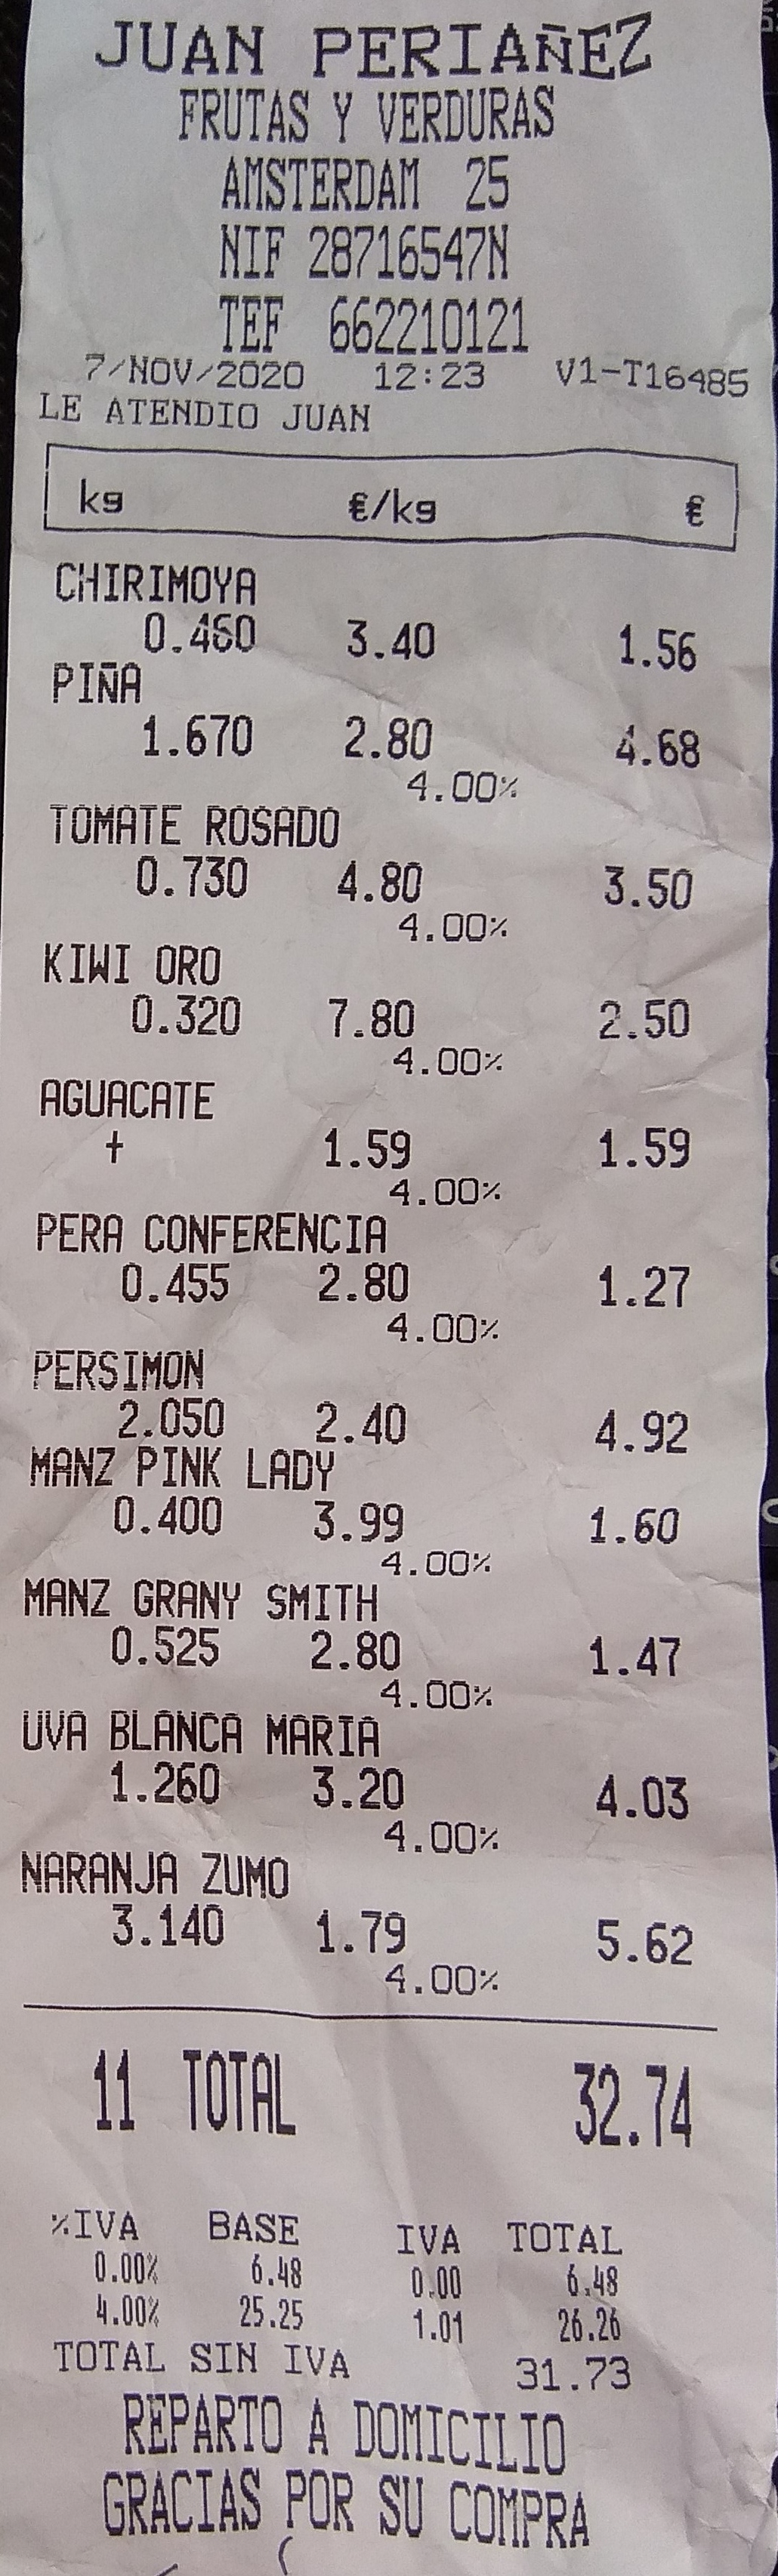 JUAN PERIAÑEZ
FRUTAS Y VERDURAS
AMSTERDAM 25
NIF 28716547N
TEF 662210121
7/NOV/2020 12:23 V1-T16485
LE ATENDIO JUAN
kg €/kg €
CHIRIMOYA
0.460 3.40 1.56
PIÑA
1.670 2.80 4.68
4.00%
TOMATE ROSADO
0.730 4.80 3.50
4.00%
KIWI ORO
0.320 7.80 2.50
4.00%
AGUACATE
+ 1.59 1.59
4.00%
PERA CONFERENCIA
0.455 2.80 1.27
4.00%
PERSIMON
2.050 2.40 4.92
MANZ PINK LADY
0.400 3.99 1.60
4.00%
MANZ GRANY SMITH
0.525 2.80 1.47
4.00%
UVA BLANCA MARIA
1.260 3.20 4.03
4.00%
NARANJA ZUMO
3.140 1.79 5.62
4.00%
11 TOTAL 32.74
%IVA BASE IVA TOTAL
0.00% 6.48 0.00 6.48
4.00% 25.25 1.01 26.26
TOTAL SIN IVA 31.73
REPARTO A DOMICILIO
GRACIAS POR SU COMPRA